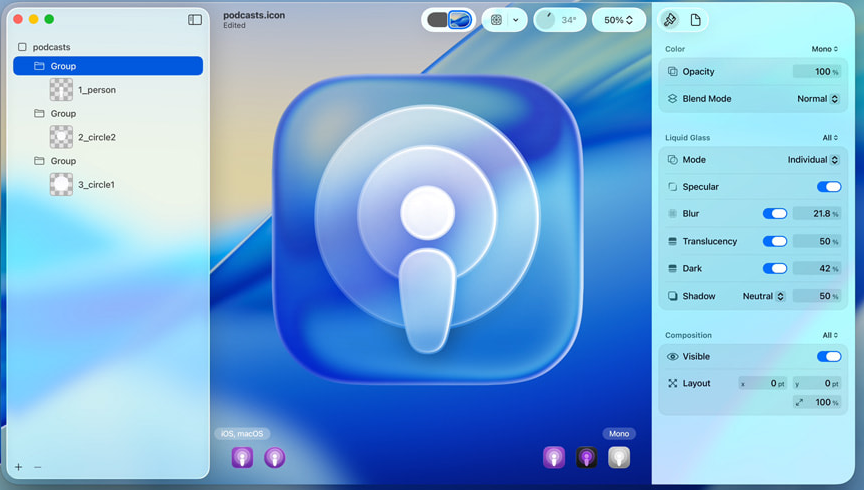 podcasts
Group
1_person
Group
2_circle2
Group
3_circle1
podcasts.icon
Edited
34°
50%
iOS, macOS
Mono
Color
Mono
Opacity
100 %
Blend Mode
Normal
Liquid Glass
All
Mode
Individual
Specular
Blur
21.8 %
Translucency
50 %
Dark
42 %
Shadow
Neutral
50 %
Composition
All
Visible
Layout
x 0 pt
y 0 pt
100 %